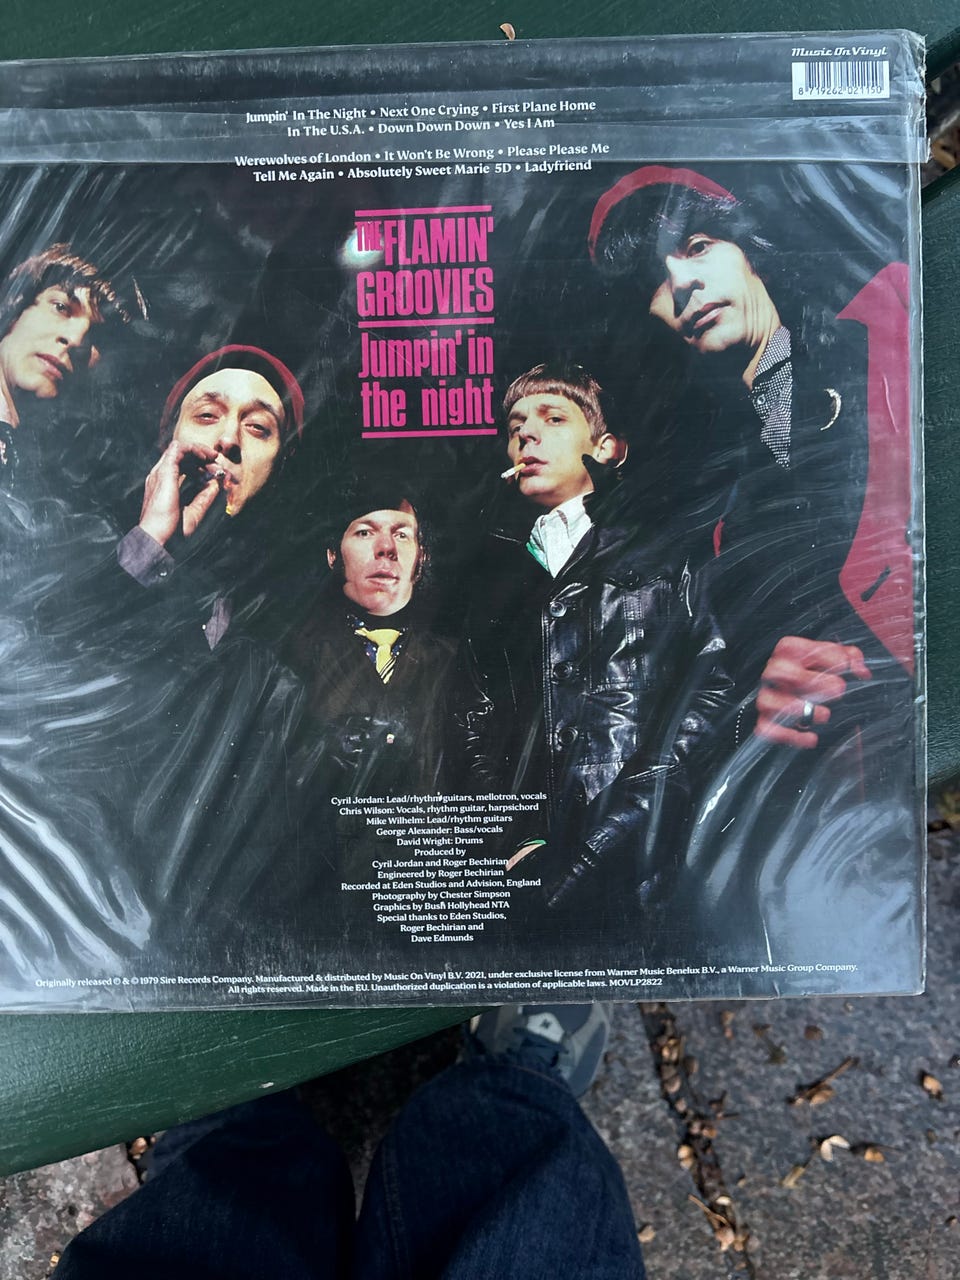 Music On Vinyl
8 719262 021150
Jumpin' In The Night • Next One Crying • First Plane Home
In The U.S.A. • Down Down Down • Yes I Am
Werewolves of London • It Won't Be Wrong • Please Please Me
Tell Me Again • Absolutely Sweet Marie 5D • Ladyfriend
THE FLAMIN'
GROOVIES
Jumpin' in
the night
Cyril Jordan: Lead/rhythm guitars, mellotron, vocals
Chris Wilson: Vocals, rhythm guitar, harpsichord
Mike Wilhelm: Lead/rhythm guitars
George Alexander: Bass/vocals
David Wright: Drums
Produced by
Cyril Jordan and Roger Bechirian
Engineered by Roger Bechirian
Recorded at Eden Studios and Advision, England
Photography by Chester Simpson
Graphics by Bush Hollyhead NTA
Special thanks to Eden Studios,
Roger Bechirian and
Dave Edmunds
Originally released ℗ & © 1979 Sire Records Company. Manufactured & distributed by Music On Vinyl B.V. 2021, under exclusive license from Warner Music Benelux B.V., a Warner Music Group Company.
All rights reserved. Made in the EU. Unauthorized duplication is a violation of applicable laws. MOVLP2822